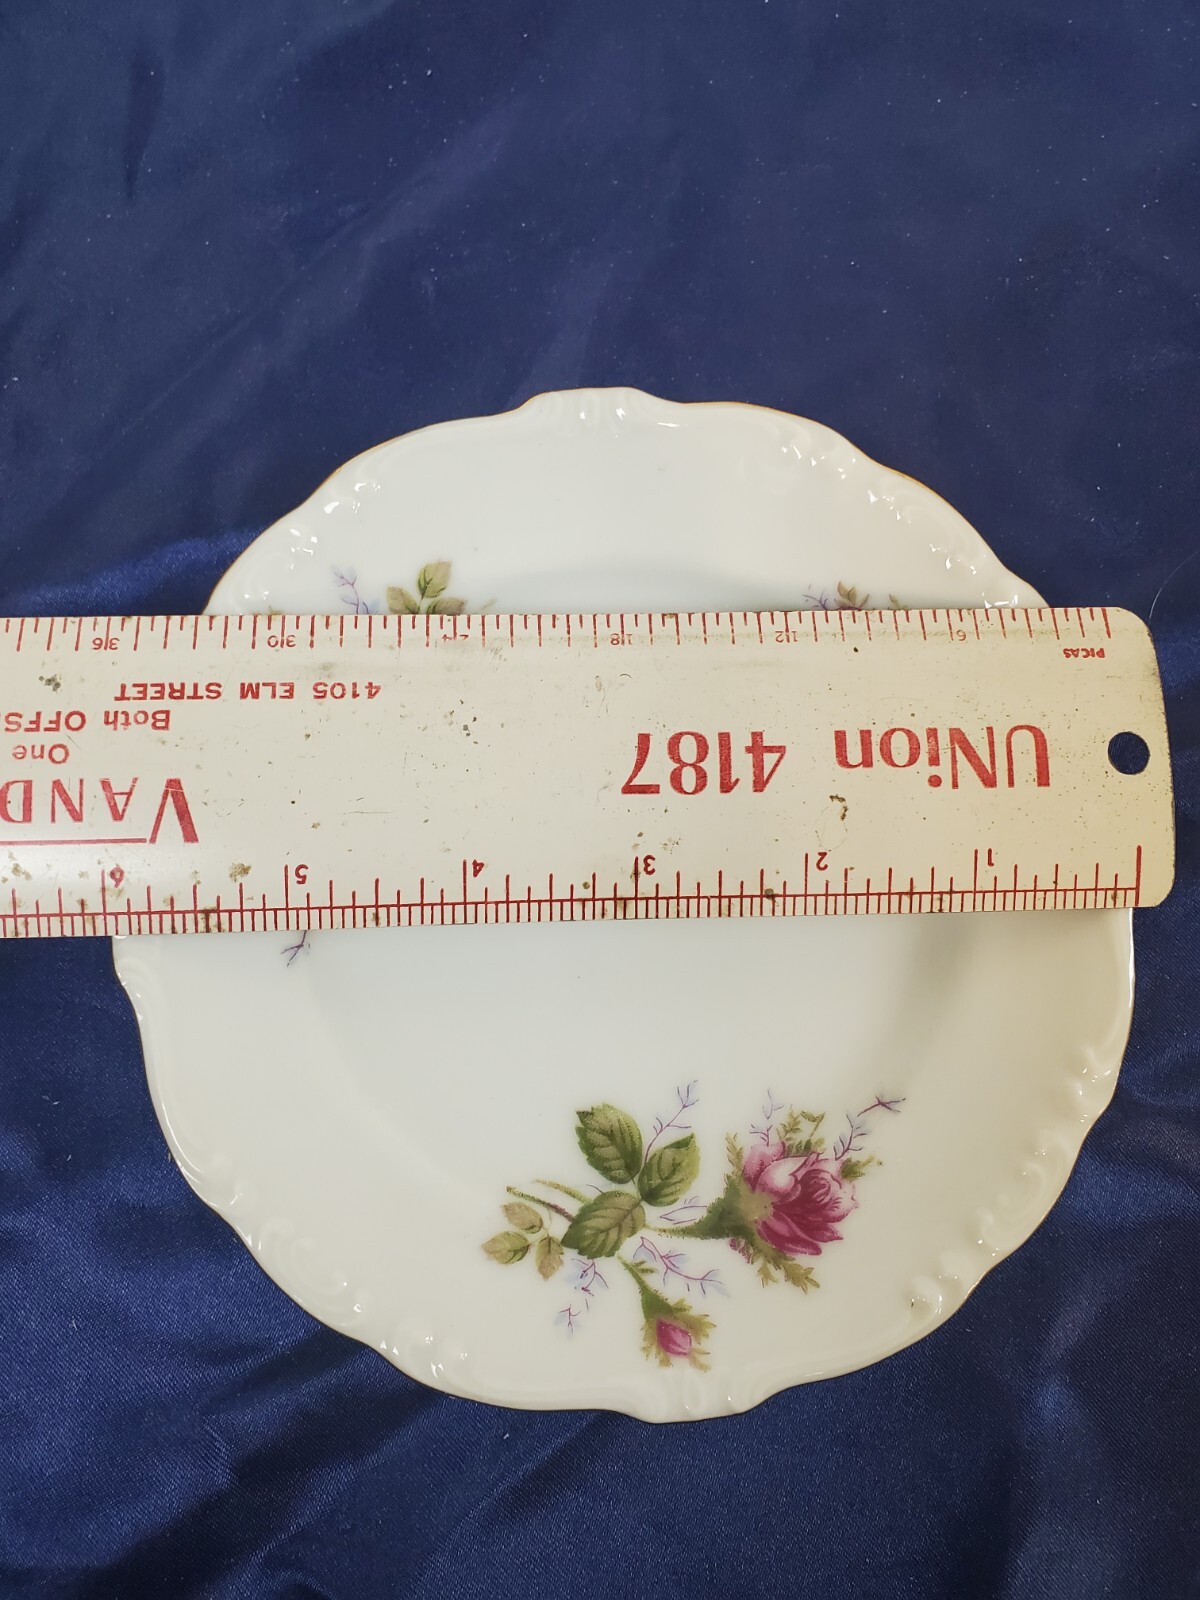 1 2 3 4 5 6
UNion 4187
VAND
One
Both OFFS
4105 ELM STREET
PICAS 6 12 18 24 30 36